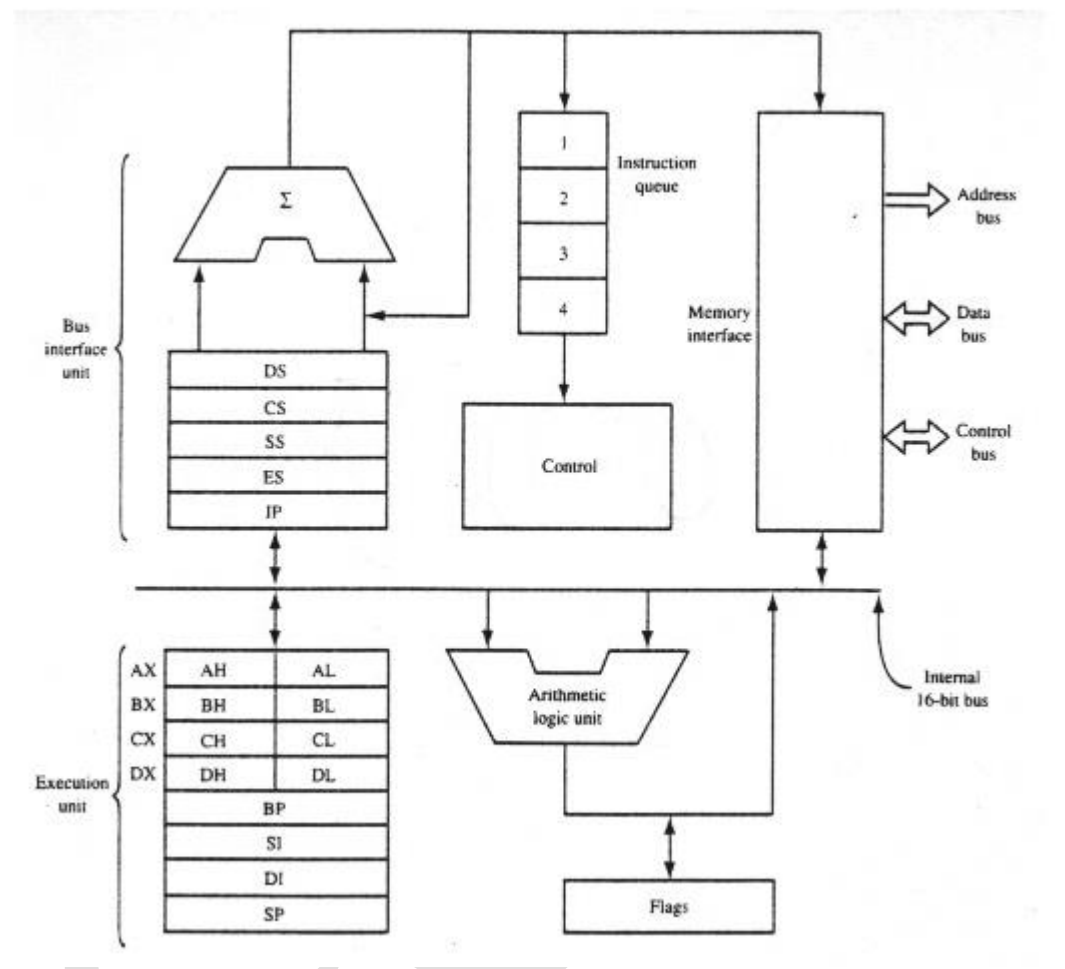 1
Instruction
queue
2
3
4
Σ
Address
bus
Memory
interface
Data
bus
Bus
interface
unit
DS
CS
SS
ES
IP
Control
Control
bus
AX AH AL
BX BH BL
CX CH CL
DX DH DL
BP
SI
DI
SP
Execution
unit
Arithmetic
logic unit
Internal
16-bit bus
Flags